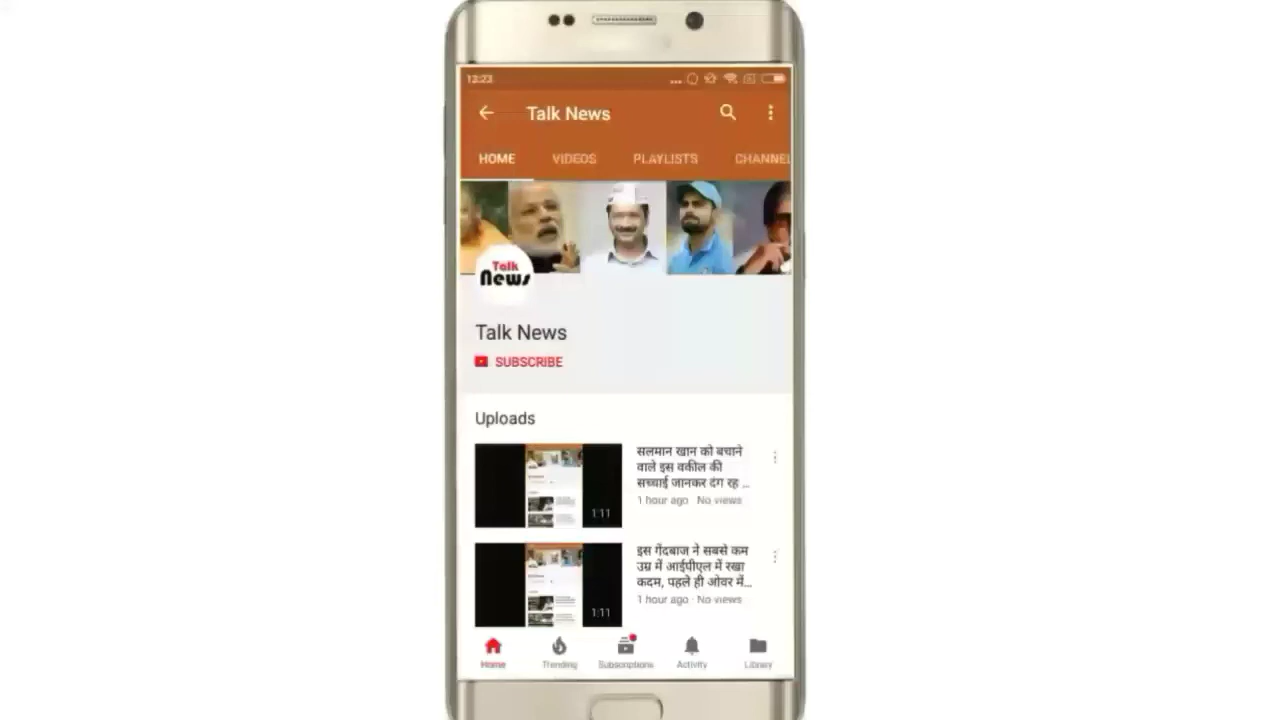 12:23
Talk News
HOME VIDEOS PLAYLISTS CHANNEL
Talk
News
Talk News
SUBSCRIBE
Uploads
सलमान खान को बचाने
वाले इस वकील की
सच्चाई जानकर दंग रह ...
1 hour ago · No views
1:11
इस गेंदबाज ने सबसे कम
उम्र में आईपीएल में रखा
कदम, पहले ही ओवर में...
1 hour ago · No views
1:11
Home Trending Subscriptions Activity Library